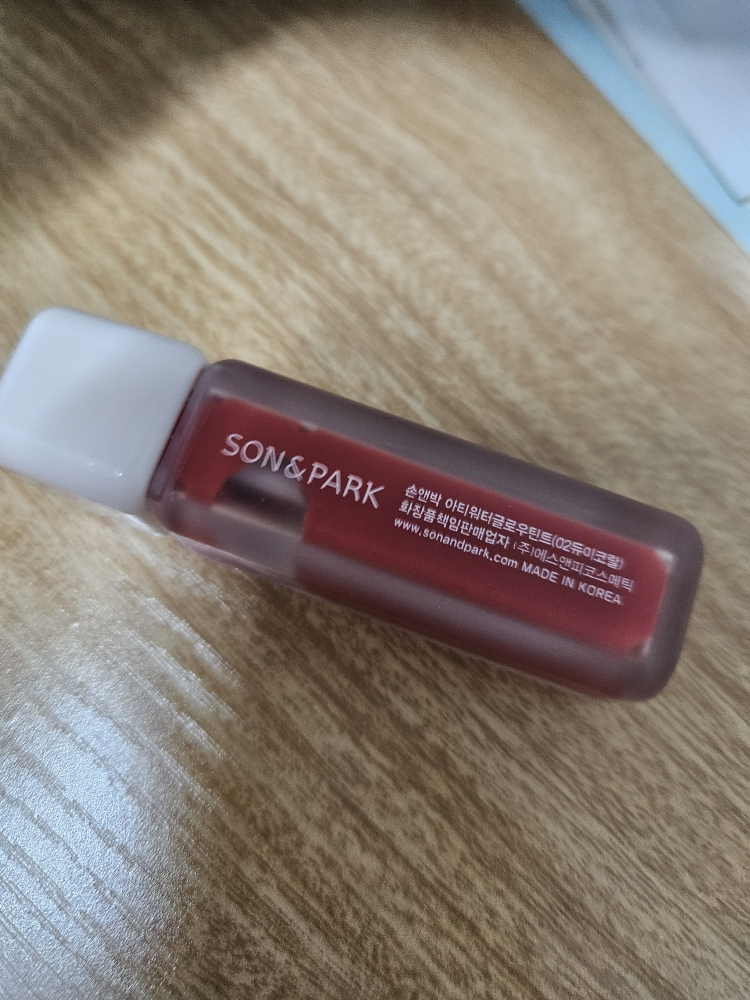 SON&PARK
손앤박 아티워터글로우틴트(02듀이코랄)
화장품책임판매업자 (주)에스앤피코스메틱
www.sonandpark.com MADE IN KOREA